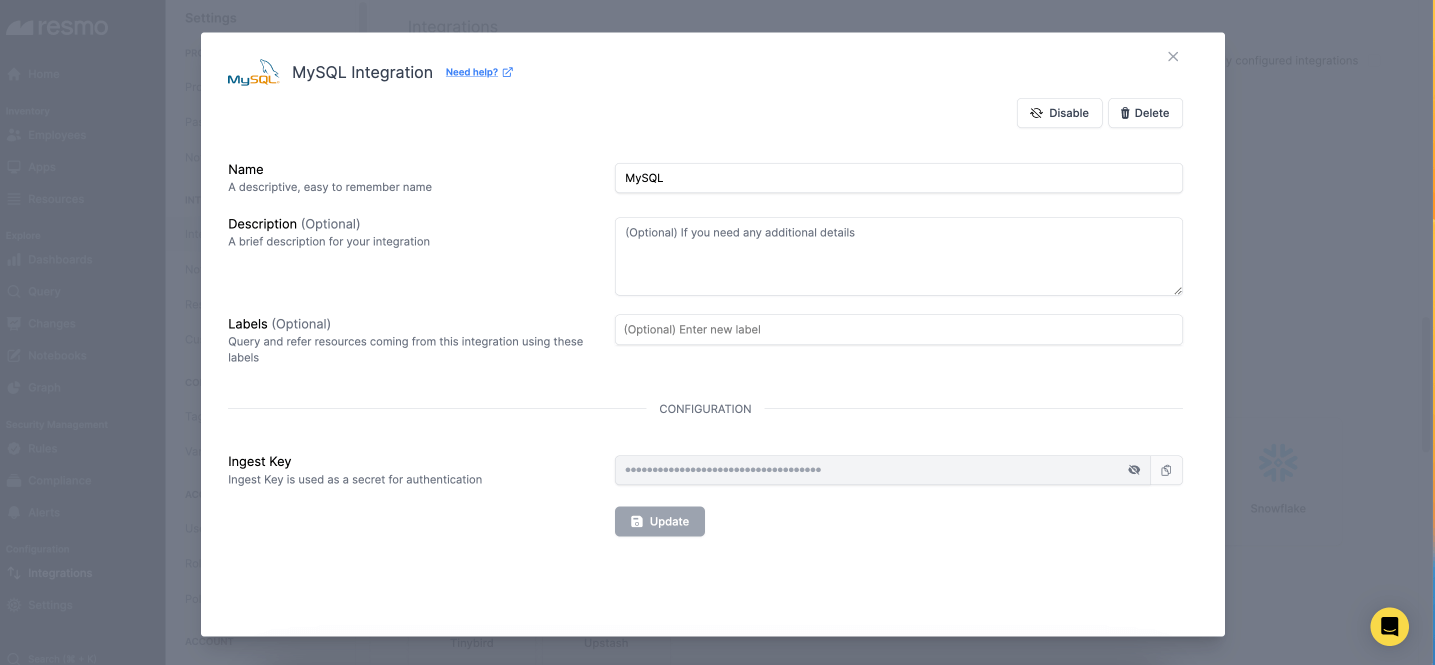 resmo
Home
Inventory
Employees
Apps
Resources
Explore
Dashboards
Query
Changes
Notebooks
Graph
Security Management
Rules
Compliance
Alerts
Configuration
Integrations
Settings
Search (⌘ + K)
Settings
ACCOUNT
Integrations
configured integrations
Snowflake
Tinybird
Upstash
MySQL
MySQL Integration
Need help?
Disable
Delete
Name
A descriptive, easy to remember name
MySQL
Description (Optional)
A brief description for your integration
(Optional) If you need any additional details
Labels (Optional)
Query and refer resources coming from this integration using these
labels
(Optional) Enter new label
CONFIGURATION
Ingest Key
Ingest Key is used as a secret for authentication
••••••••••••••••••••••••••••••••••••
Update